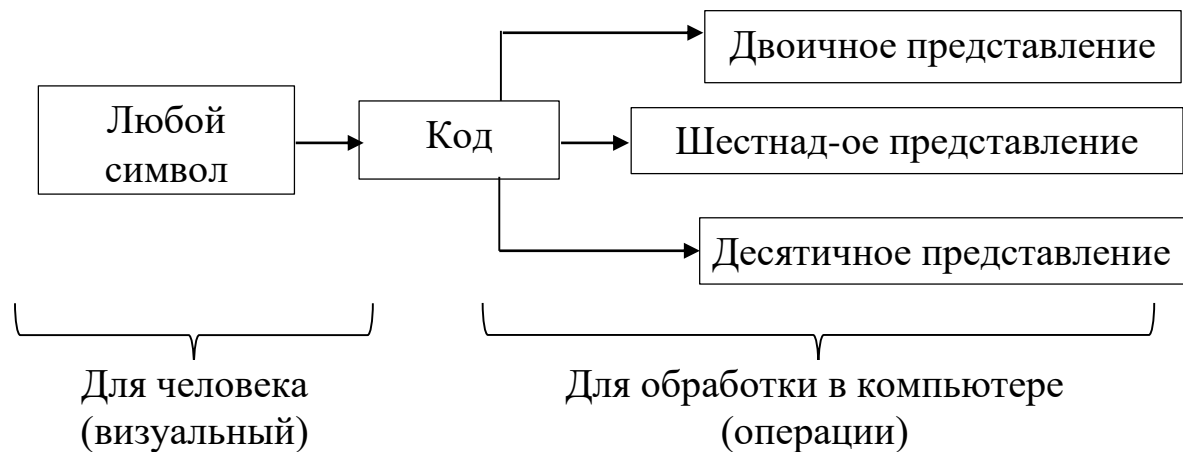 Двоичное представление
Любой
символ
Код
Шестнад-ое представление
Десятичное представление
Для человека
(визуальный)
Для обработки в компьютере
(операции)